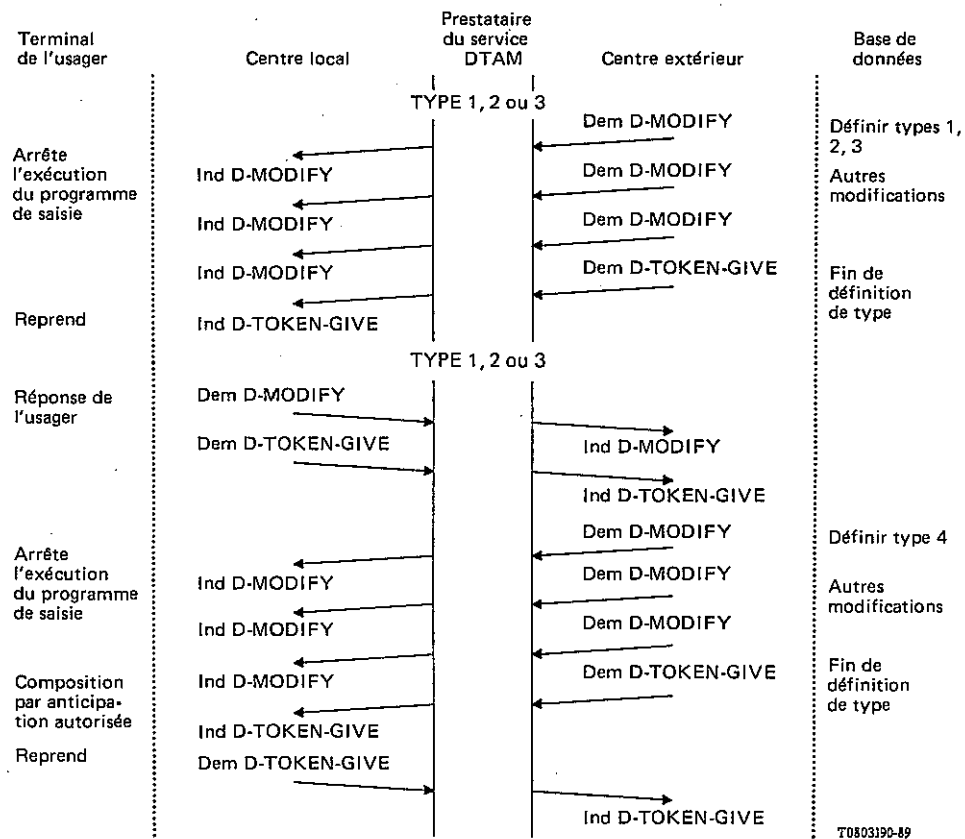 Terminal
de l'usager
Centre local
Prestataire
du service
DTAM
Centre extérieur
Base de
données
TYPE 1, 2 ou 3
Dem D-MODIFY
Définir types 1,
2, 3
Arrête
l'exécution
du programme
de saisie
Ind D-MODIFY
Dem D-MODIFY
Autres
modifications
Ind D-MODIFY
Dem D-MODIFY
Ind D-MODIFY
Dem D-TOKEN-GIVE
Fin de
définition
de type
Reprend
Ind D-TOKEN-GIVE
TYPE 1, 2 ou 3
Réponse de
l'usager
Dem D-MODIFY
Dem D-TOKEN-GIVE
Ind D-MODIFY
Ind D-TOKEN-GIVE
Dem D-MODIFY
Définir type 4
Arrête
l'exécution
du programme
de saisie
Ind D-MODIFY
Dem D-MODIFY
Autres
modifications
Ind D-MODIFY
Dem D-MODIFY
Ind D-MODIFY
Dem D-TOKEN-GIVE
Fin de
définition
de type
Composition
par anticipa-
tion autorisée
Ind D-TOKEN-GIVE
Reprend
Dem D-TOKEN-GIVE
Ind D-TOKEN-GIVE
T0803390-89